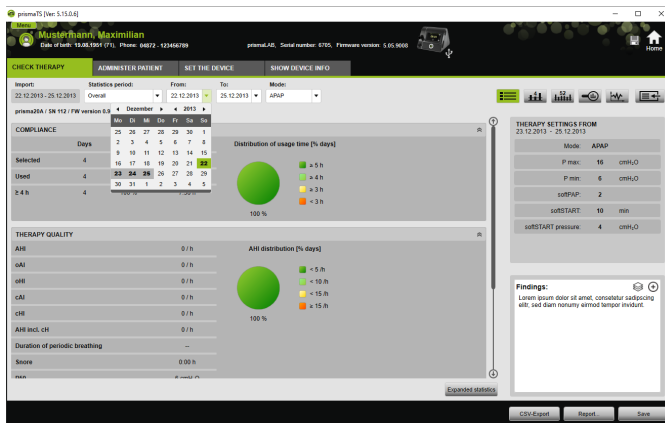 prismaTS [Ver: 5.15.0.6]
Menu
Mustermann, Maximilian
Date of birth: 19.08.1951 (71), Phone: 04872 - 123456789
prismaLAB, Serial number: 6705, Firmware version: 5.05.9008
Home
CHECK THERAPY
ADMINISTER PATIENT
SET THE DEVICE
SHOW DEVICE INFO
Import: Statistics period: From: To: Mode:
22.12.2013 - 25.12.2013 Overall 22.12.2013 25.12.2013 APAP
prisma20A / SN 112 / FW version 0.9
Dezember 2013
Mo Di Mi Do Fr Sa So
25 26 27 28 29 30 1
2 3 4 5 6 7 8
9 10 11 12 13 14 15
16 17 18 19 20 21 22
23 24 25 26 27 28 29
30 31 1 2 3 4 5
COMPLIANCE
Days
Selected 4
Used 4
≥ 4 h 4
Distribution of usage time [% days]
≥ 5 h
≥ 4 h
≥ 3 h
< 3 h
100 %
THERAPY QUALITY
AHI 0 / h
oAI 0 / h
oHI 0 / h
cAI 0 / h
cHI 0 / h
AHI incl. cH 0 / h
Duration of periodic breathing --
Snore 0:00 h
AHI distribution [% days]
< 5 /h
< 10 /h
< 15 /h
≥ 15 /h
100 %
Expanded statistics
THERAPY SETTINGS FROM
23.12.2013 - 25.12.2013
Mode: APAP
P max: 16 cmH₂O
P min: 6 cmH₂O
softPAP: 2
softSTART: 10 min
softSTART pressure: 4 cmH₂O
Findings:
Lorem ipsum dolor sit amet, consetetur sadipscing
elitr, sed diam nonumy eirmod tempor invidunt.
CSV-Export
Report...
Save